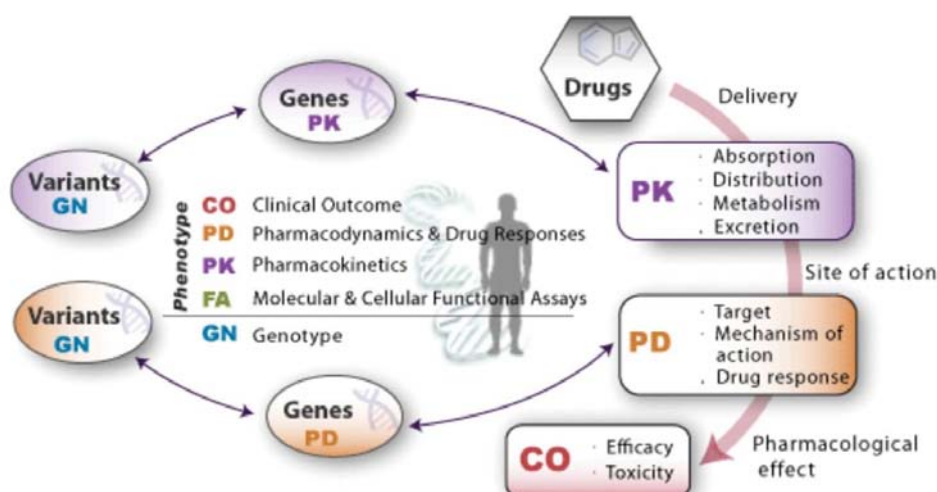 Drugs
Delivery
Genes
PK
Variants
GN
PK
· Absorption
· Distribution
· Metabolism
. Excretion
Phenotype
CO Clinical Outcome
PD Pharmacodynamics & Drug Responses
PK Pharmacokinetics
FA Molecular & Cellular Functional Assays
GN Genotype
Site of action
Variants
GN
PD
· Target
· Mechanism of
action
. Drug response
Genes
PD
CO
· Efficacy
· Toxicity
Pharmacological
effect